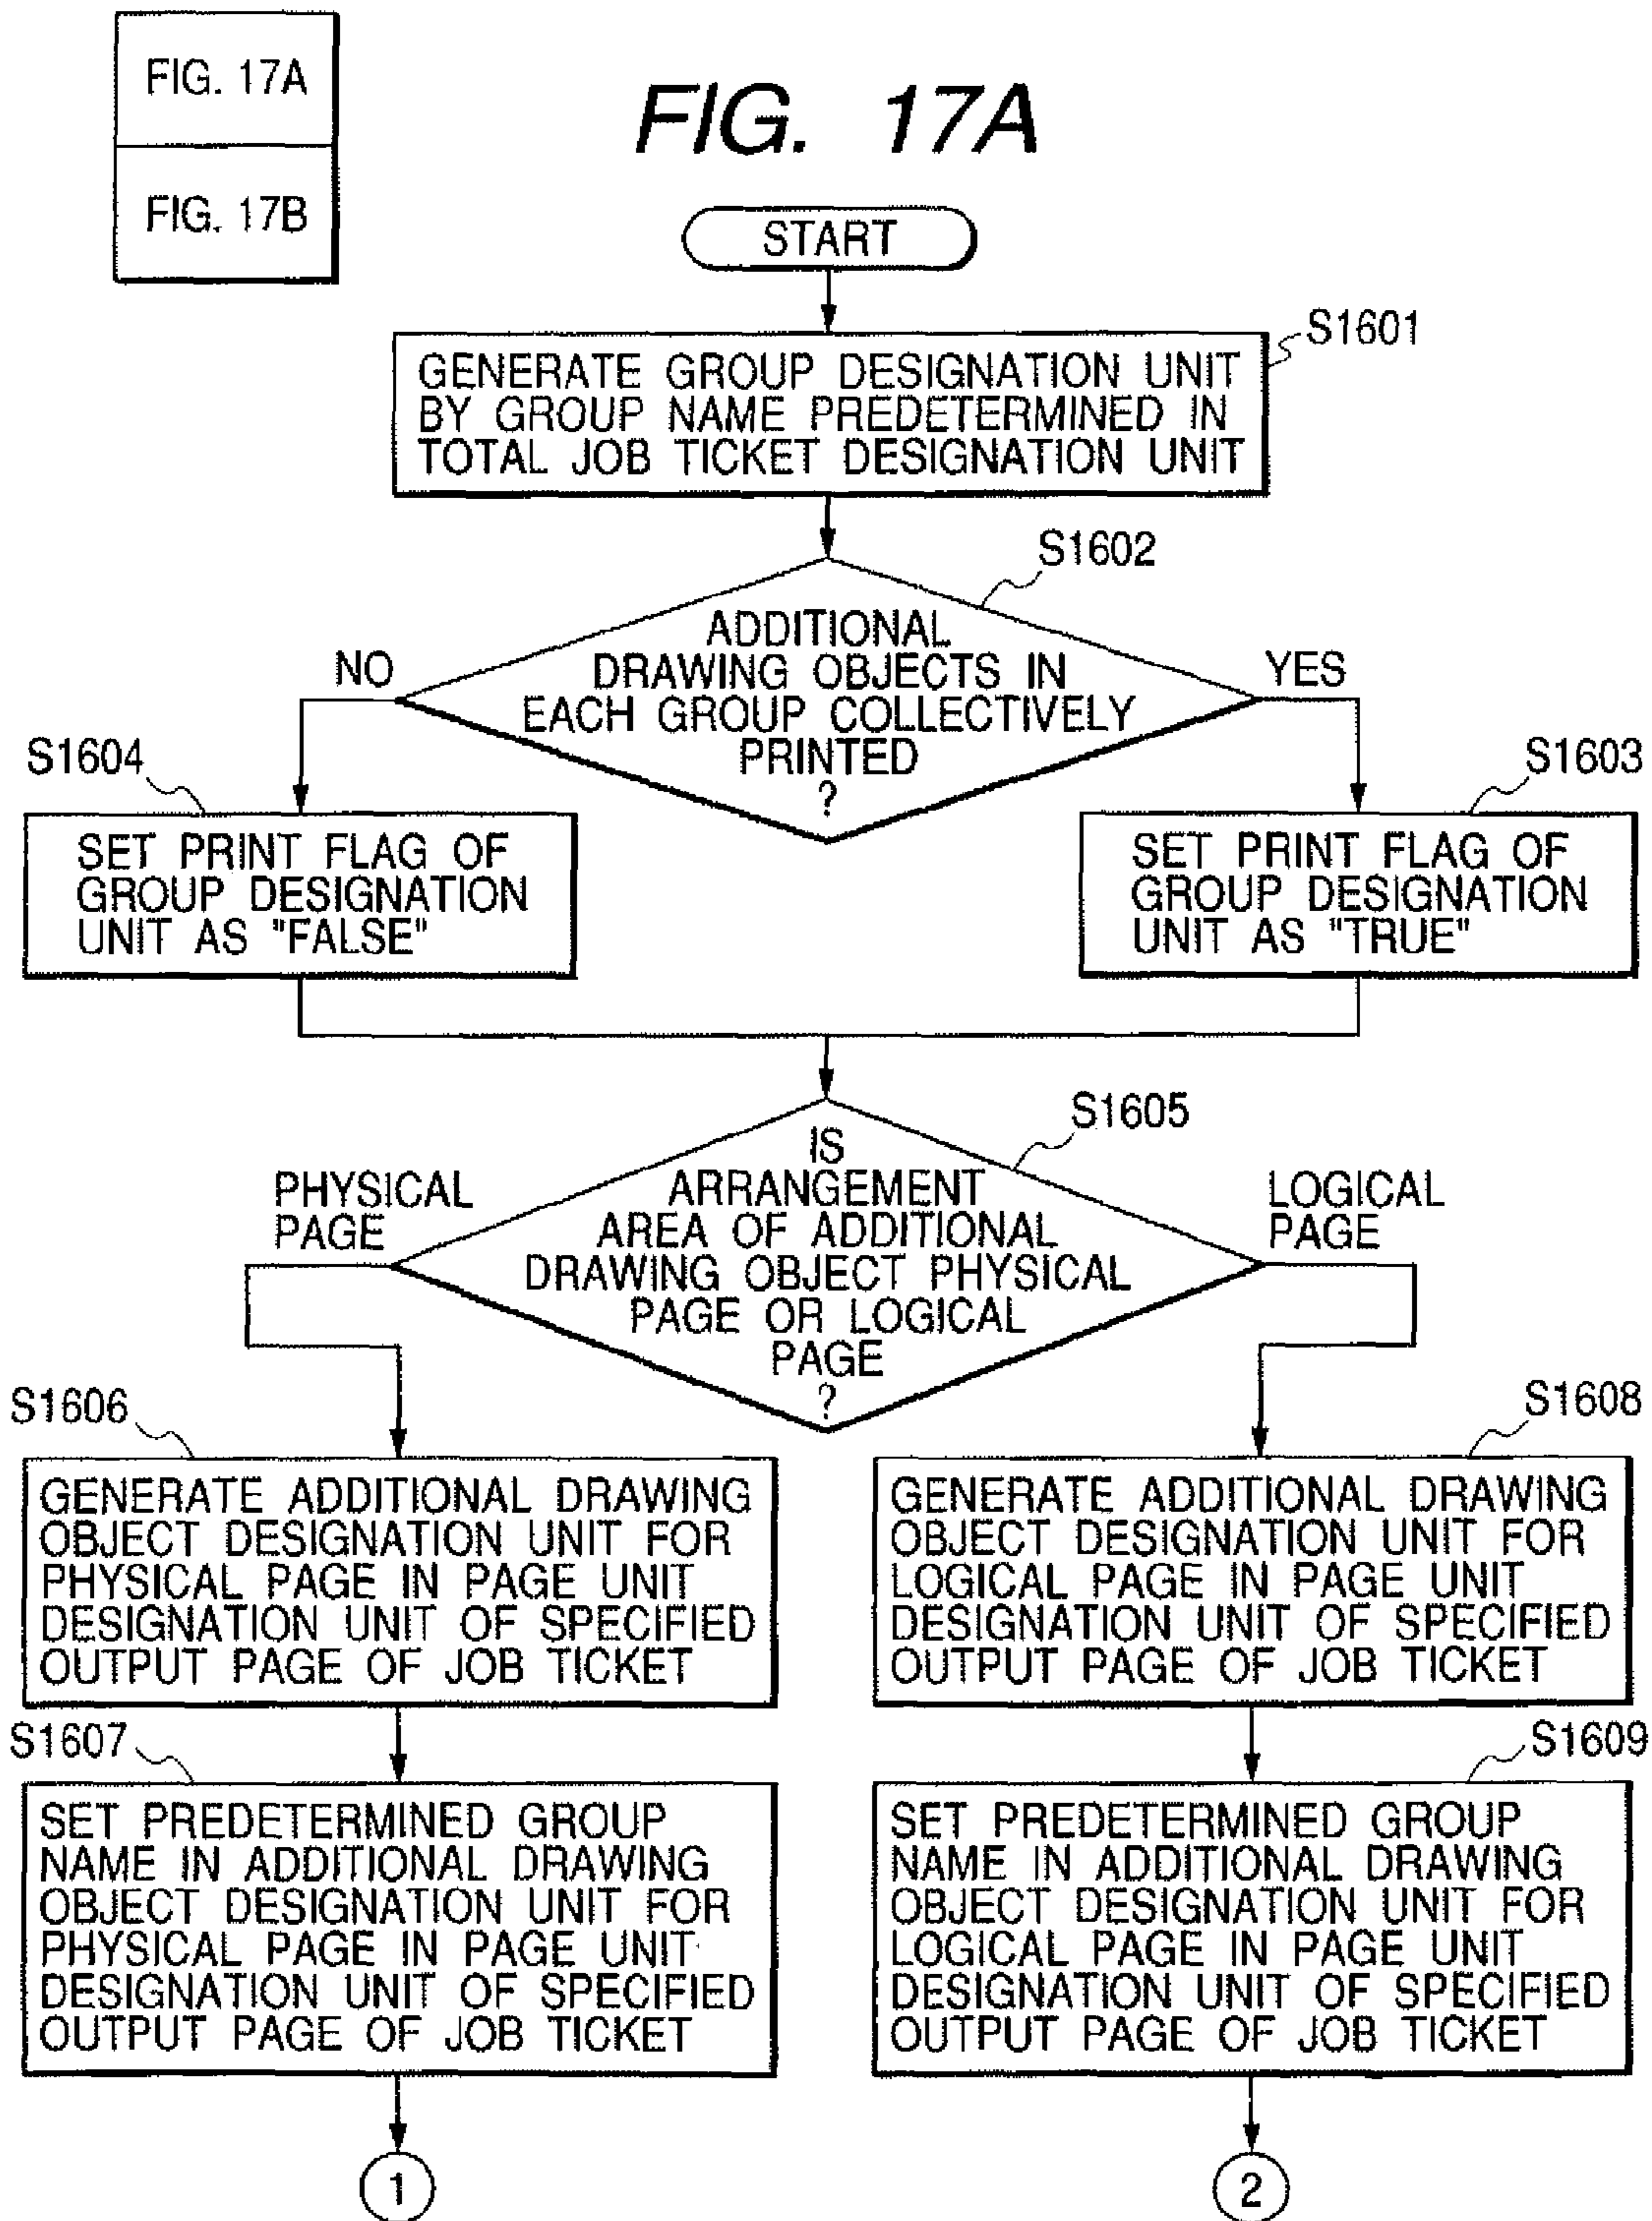 FIG. 17A
FIG. 17B
FIG. 17A
START
S1601
GENERATE GROUP DESIGNATION UNIT
BY GROUP NAME PREDETERMINED IN
TOTAL JOB TICKET DESIGNATION UNIT
S1602
ADDITIONAL
DRAWING OBJECTS IN
EACH GROUP COLLECTIVELY
PRINTED
?
NO
YES
S1604
SET PRINT FLAG OF
GROUP DESIGNATION
UNIT AS "FALSE"
S1603
SET PRINT FLAG OF
GROUP DESIGNATION
UNIT AS "TRUE"
S1605
IS
ARRANGEMENT
AREA OF ADDITIONAL
DRAWING OBJECT PHYSICAL
PAGE OR LOGICAL
PAGE
?
PHYSICAL
PAGE
LOGICAL
PAGE
S1606
GENERATE ADDITIONAL DRAWING
OBJECT DESIGNATION UNIT FOR
PHYSICAL PAGE IN PAGE UNIT
DESIGNATION UNIT OF SPECIFIED
OUTPUT PAGE OF JOB TICKET
S1608
GENERATE ADDITIONAL DRAWING
OBJECT DESIGNATION UNIT FOR
LOGICAL PAGE IN PAGE UNIT
DESIGNATION UNIT OF SPECIFIED
OUTPUT PAGE OF JOB TICKET
S1607
SET PREDETERMINED GROUP
NAME IN ADDITIONAL DRAWING
OBJECT DESIGNATION UNIT FOR
PHYSICAL PAGE IN PAGE UNIT
DESIGNATION UNIT OF SPECIFIED
OUTPUT PAGE OF JOB TICKET
S1609
SET PREDETERMINED GROUP
NAME IN ADDITIONAL DRAWING
OBJECT DESIGNATION UNIT FOR
LOGICAL PAGE IN PAGE UNIT
DESIGNATION UNIT OF SPECIFIED
OUTPUT PAGE OF JOB TICKET
1
2